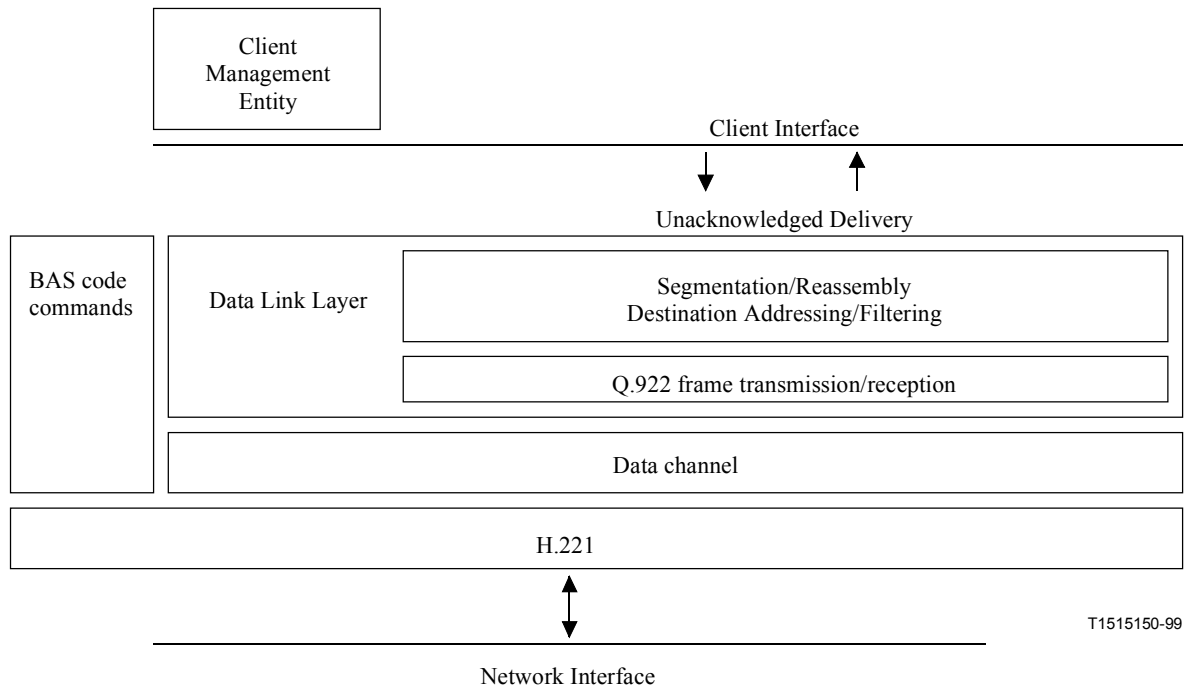 Client
Management
Entity
Client Interface
Unacknowledged Delivery
BAS code
commands
Data Link Layer
Segmentation/Reassembly
Destination Addressing/Filtering
Q.922 frame transmission/reception
Data channel
H.221
T1515150-99
Network Interface